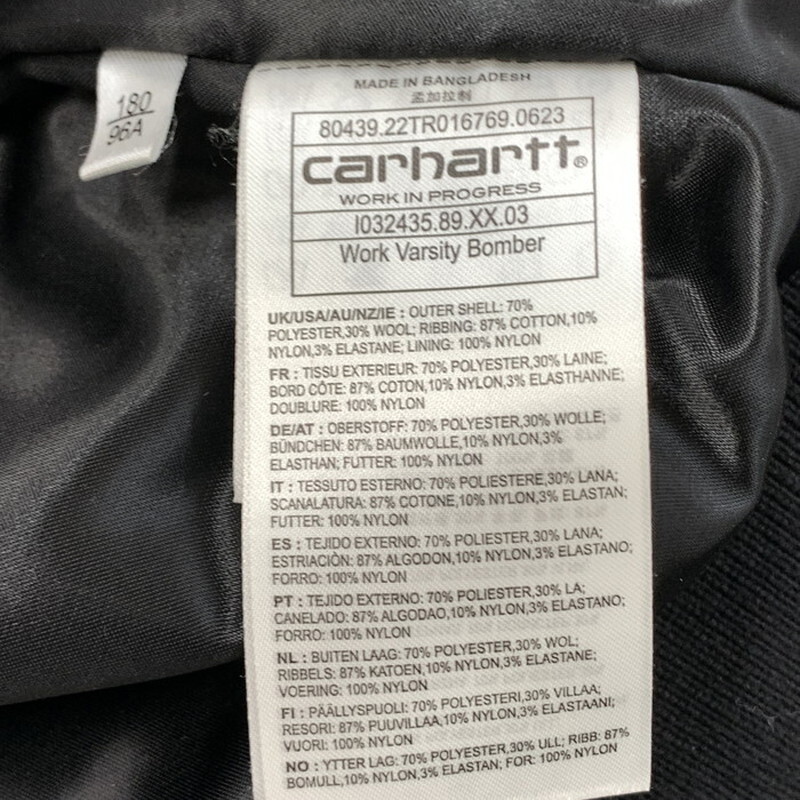 180
96A
MADE IN BANGLADESH
孟加拉制
80439.22TR016769.0623
carhartt®
WORK IN PROGRESS
I032435.89.XX.03
Work Varsity Bomber
UK/USA/AU/NZ/IE : OUTER SHELL: 70%
POLYESTER,30% WOOL; RIBBING: 87% COTTON,10%
NYLON,3% ELASTANE; LINING: 100% NYLON
FR : TISSU EXTERIEUR: 70% POLYESTER,30% LAINE;
BORD CÔTE: 87% COTON,10% NYLON,3% ELASTHANNE;
DOUBLURE: 100% NYLON
DE/AT : OBERSTOFF: 70% POLYESTER,30% WOLLE;
BÜNDCHEN: 87% BAUMWOLLE,10% NYLON,3%
ELASTHAN; FUTTER: 100% NYLON
IT : TESSUTO ESTERNO: 70% POLIESTERE,30% LANA;
SCANALATURA: 87% COTONE,10% NYLON,3% ELASTAN;
FUTTER: 100% NYLON
ES : TEJIDO EXTERNO: 70% POLIESTER,30% LANA;
ESTRIACIÒN: 87% ALGODON,10% NYLON,3% ELASTANO;
FORRO: 100% NYLON
PT : TEJIDO EXTERNO: 70% POLIESTER,30% LA;
CANELADO: 87% ALGODAO,10% NYLON,3% ELASTANO;
FORRO: 100% NYLON
NL : BUITEN LAAG: 70% POLYESTER,30% WOL;
RIBBELS: 87% KATOEN,10% NYLON,3% ELASTANE;
VOERING: 100% NYLON
FI : PÄÄLLYSPUOLI: 70% POLYESTERI,30% VILLAA;
RESORI: 87% PUUVILLAA,10% NYLON,3% ELASTAANI;
VUORI: 100% NYLON
NO : YTTER LAG: 70% POLYESTER,30% ULL; RIBB: 87%
BOMULL,10% NYLON,3% ELASTAN; FOR: 100% NYLON